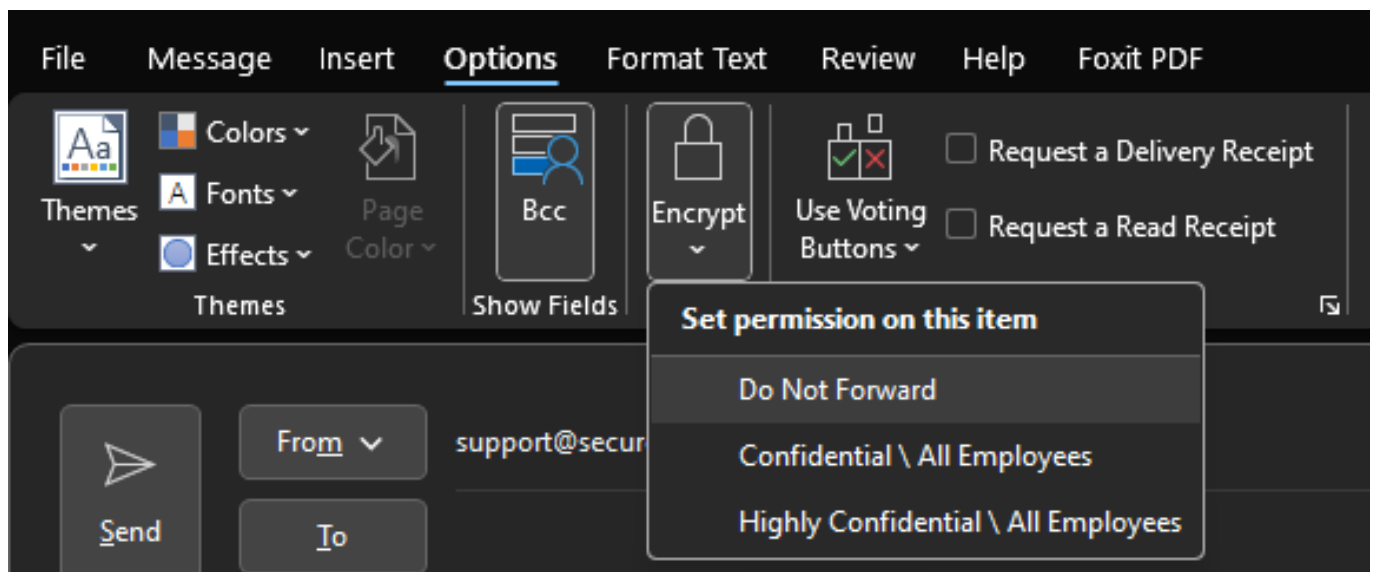 File Message Insert Options Format Text Review Help Foxit PDF
Aa
Themes
Colors
A Fonts
Effects
Page
Color
Themes
Bcc
Show Fields
Encrypt
Use Voting
Buttons
Request a Delivery Receipt
Request a Read Receipt
Set permission on this item
Do Not Forward
Confidential \ All Employees
Highly Confidential \ All Employees
Send
From
support@secur
To